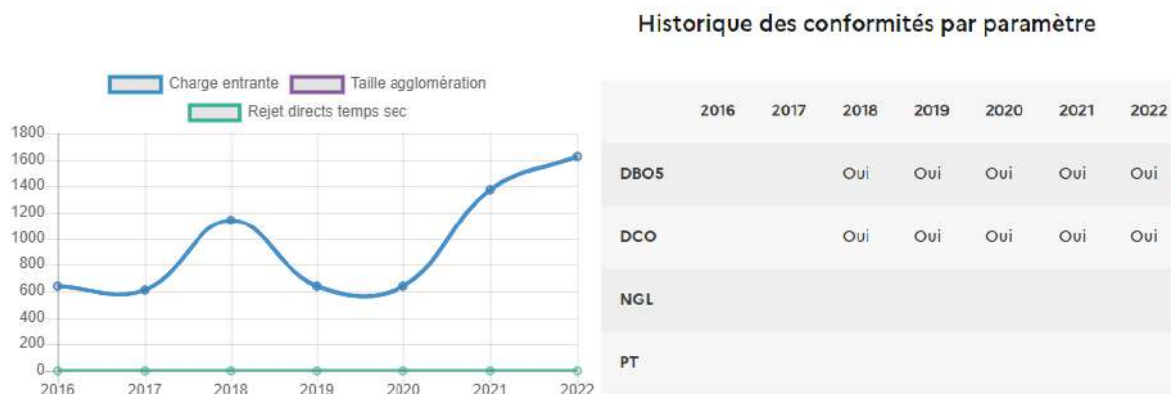 Historique des conformités par paramètre
Charge entrante Taille agglomération
Rejet directs temps sec
1800
1600
1400
1200
1000
800
600
400
200
0
2016 2017 2018 2019 2020 2021 2022
2016 2017 2018 2019 2020 2021 2022
DBO5 Oui Oui Oui Oui Oui
DCO Oui Oui Oui Oui Oui
NGL
PT